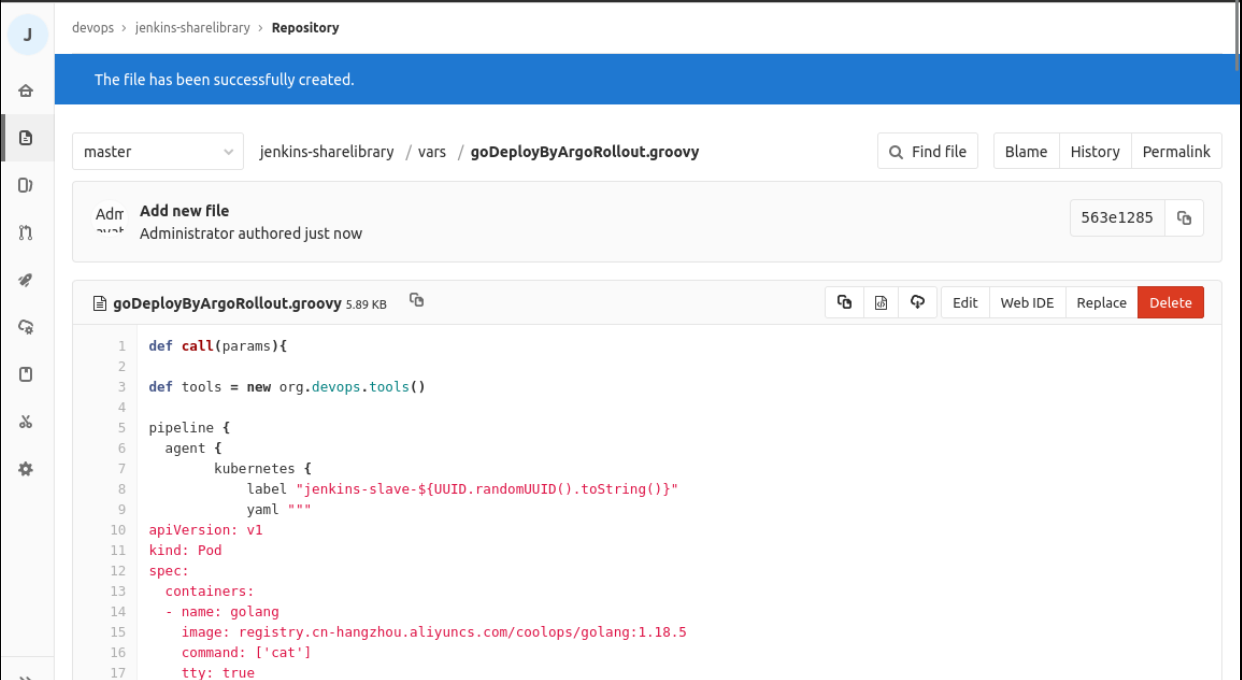 J
devops › jenkins-sharelibrary › Repository
The file has been successfully created.
master
jenkins-sharelibrary / vars / goDeployByArgoRollout.groovy
Find file
Blame
History
Permalink
Adm
Add new file
Administrator authored just now
563e1285
goDeployByArgoRollout.groovy 5.89 KB
Edit
Web IDE
Replace
Delete
1 def call(params){
2
3 def tools = new org.devops.tools()
4
5 pipeline {
6   agent {
7         kubernetes {
8             label "jenkins-slave-${UUID.randomUUID().toString()}"
9             yaml """
10 apiVersion: v1
11 kind: Pod
12 spec:
13   containers:
14   - name: golang
15     image: registry.cn-hangzhou.aliyuncs.com/coolops/golang:1.18.5
16     command: ['cat']
17     tty: true